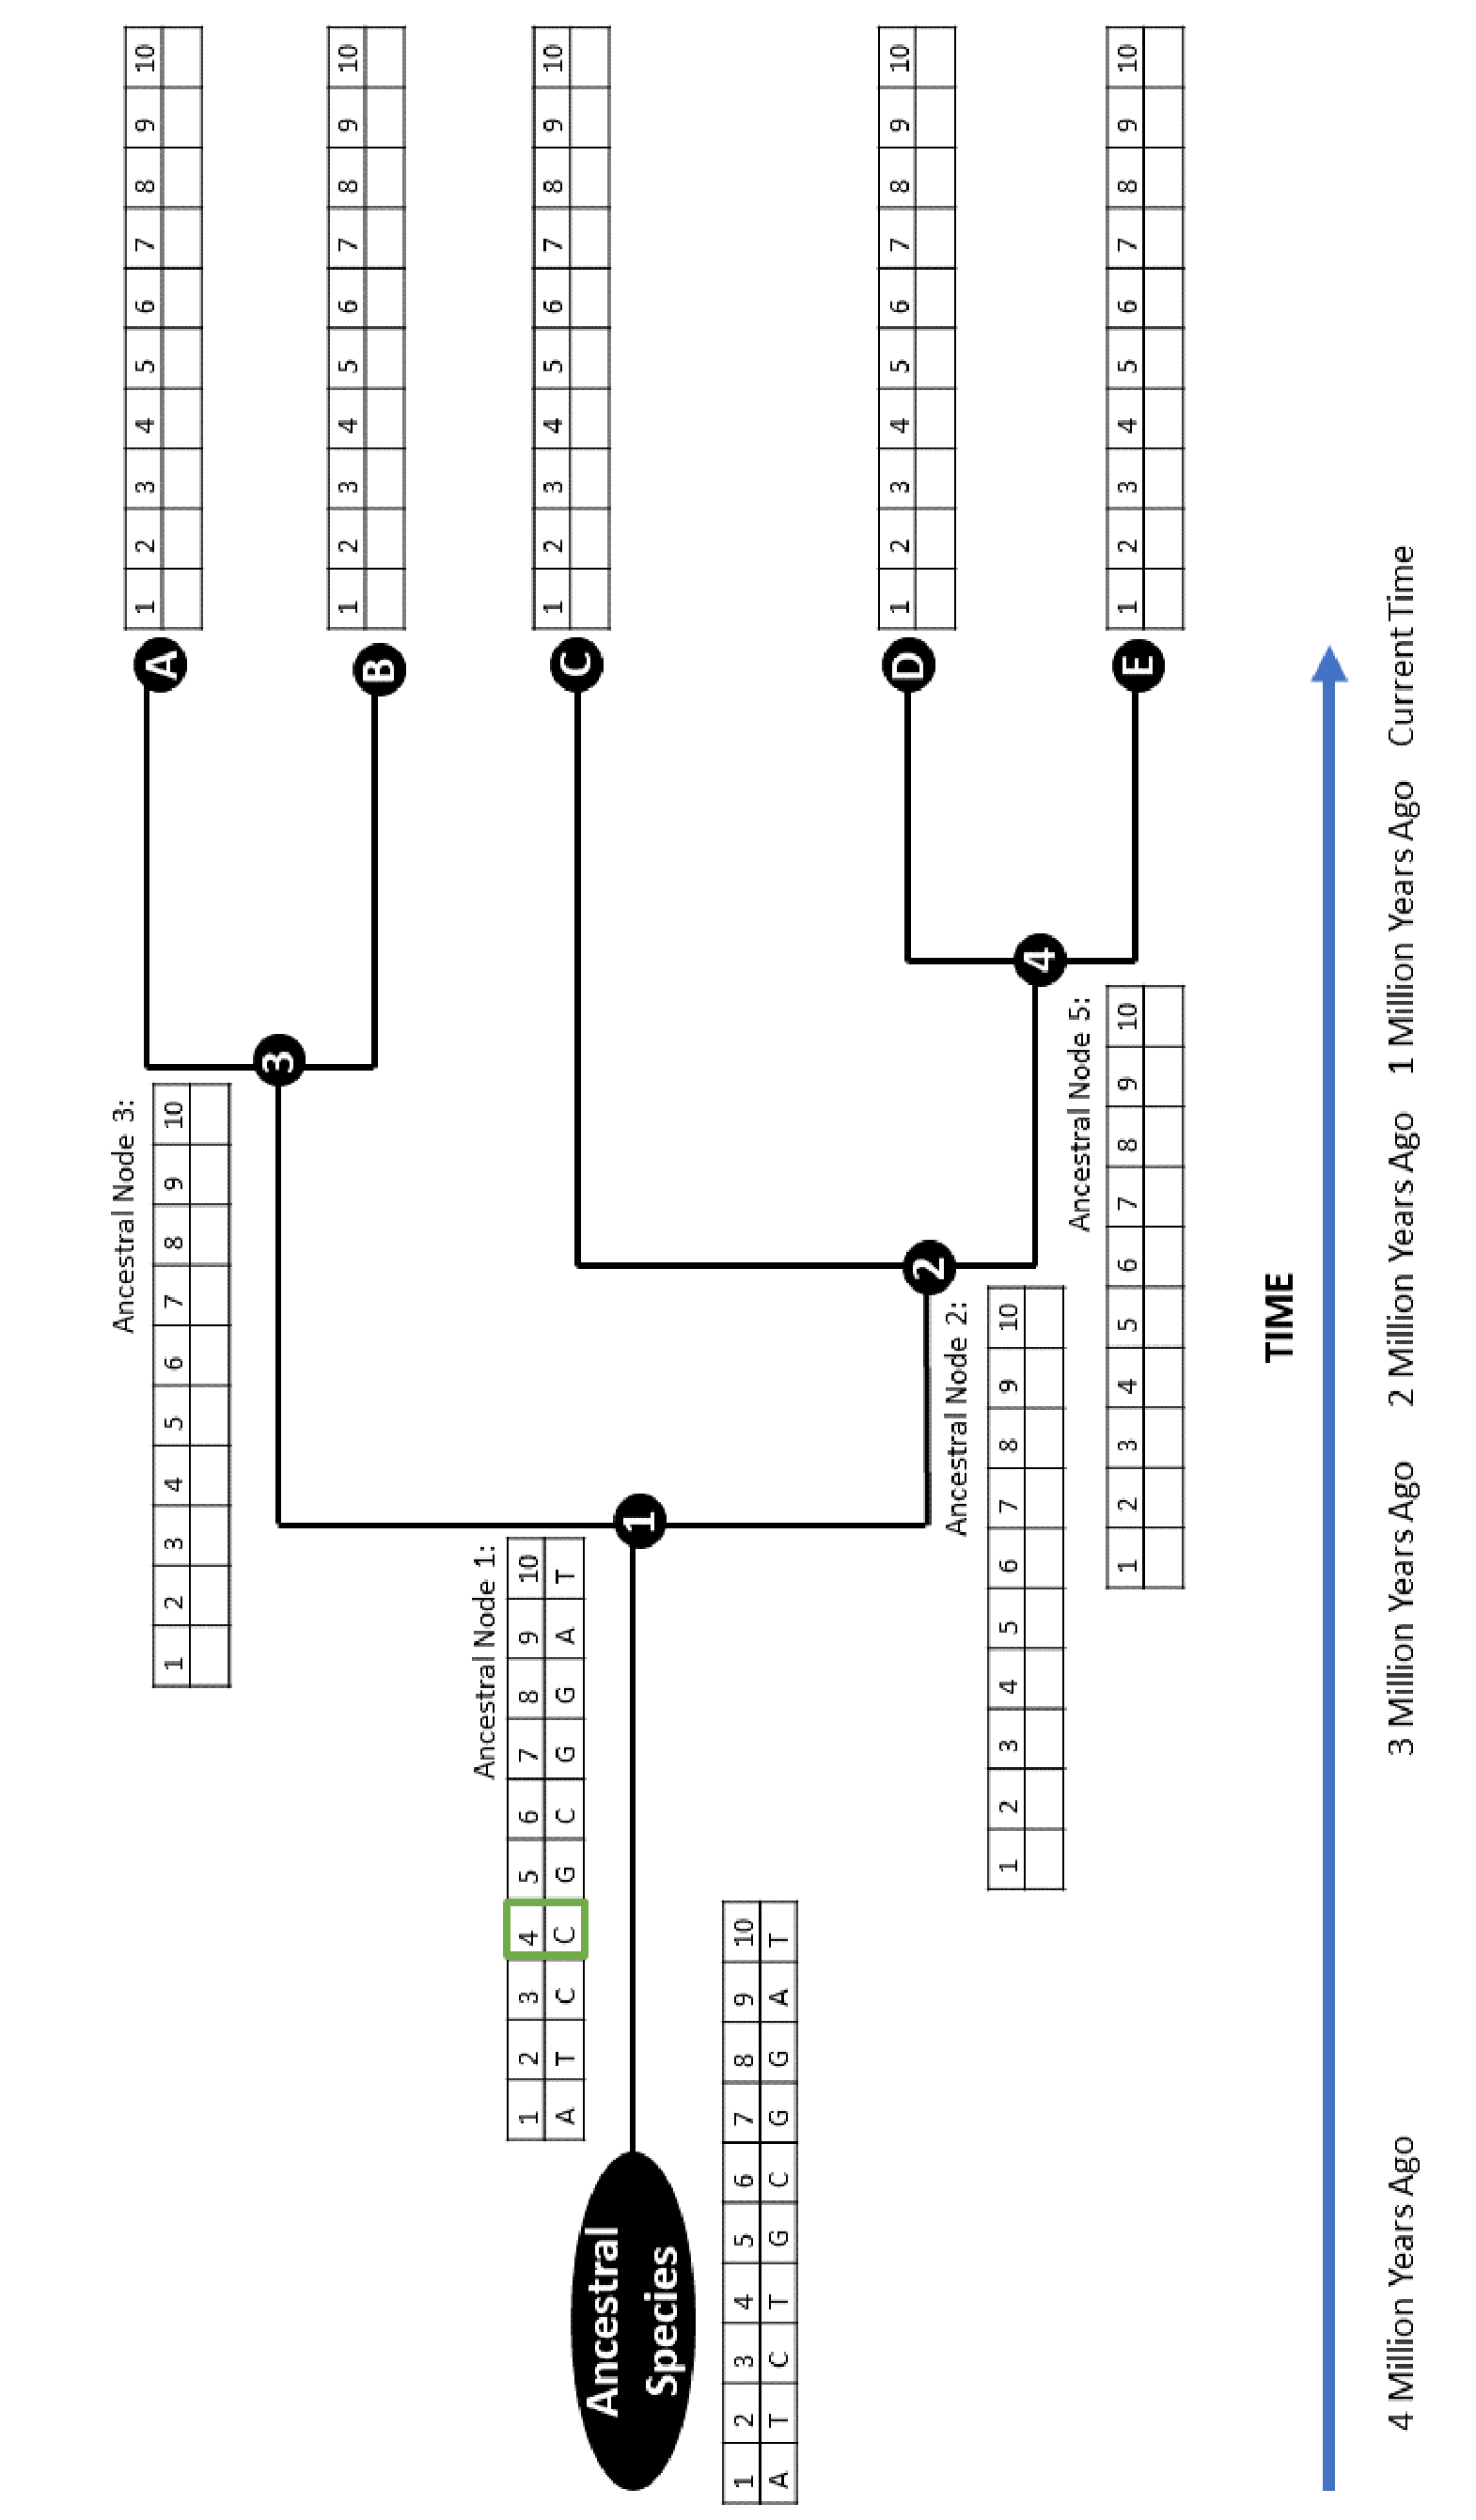 A
1 2 3 4 5 6 7 8 9 10
B
1 2 3 4 5 6 7 8 9 10
C
1 2 3 4 5 6 7 8 9 10
D
1 2 3 4 5 6 7 8 9 10
E
1 2 3 4 5 6 7 8 9 10
Ancestral Node 3:
1 2 3 4 5 6 7 8 9 10
3
Ancestral Node 1:
1 2 3 4 5 6 7 8 9 10
A T C C G C G G A T
1
Ancestral
Species
1 2 3 4 5 6 7 8 9 10
A T C T G C G G A T
2
Ancestral Node 2:
1 2 3 4 5 6 7 8 9 10
4
Ancestral Node 5:
1 2 3 4 5 6 7 8 9 10
TIME
4 Million Years Ago 3 Million Years Ago 2 Million Years Ago 1 Million Years Ago Current Time